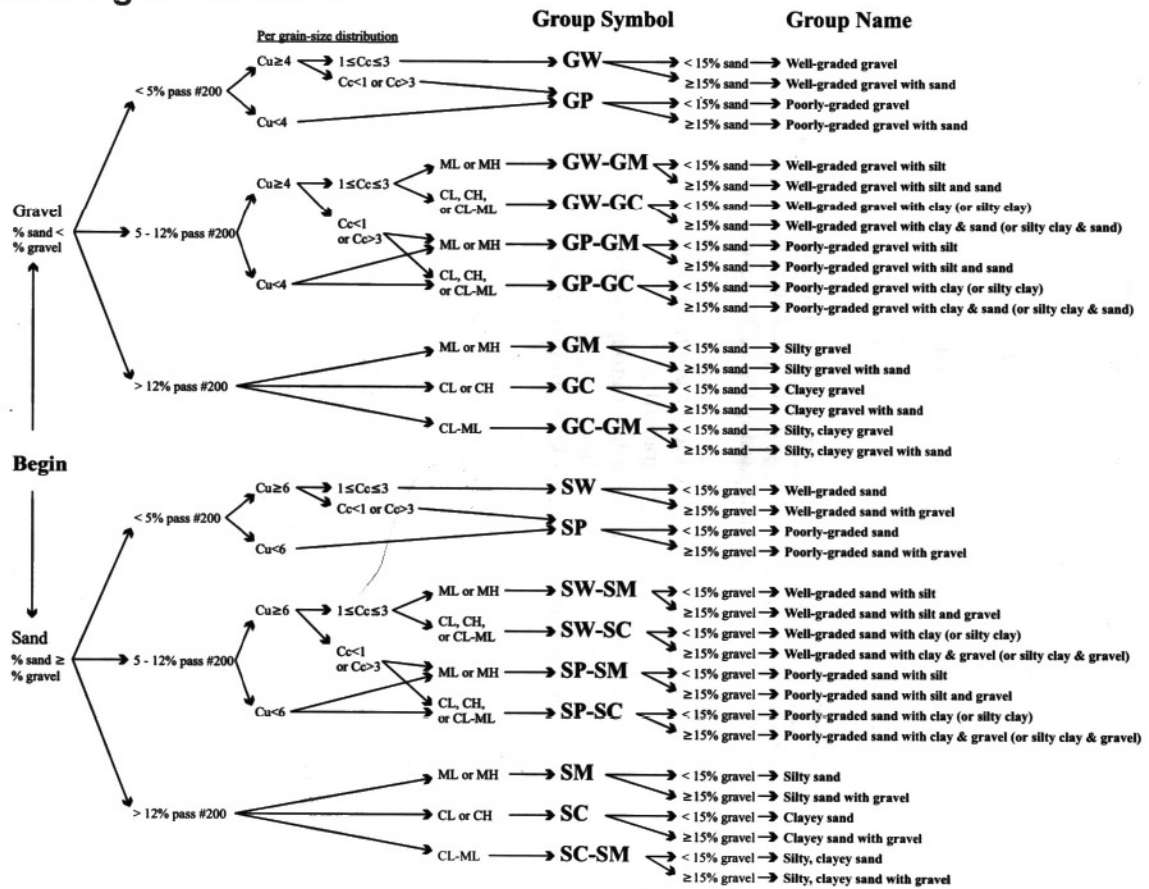 Group Symbol Group Name
Per grain-size distribution
Cu≥4 1≤Cc≤3 GW < 15% sand Well-graded gravel
Cc<1 or Cc>3 ≥15% sand Well-graded gravel with sand
< 5% pass #200 GP < 15% sand Poorly-graded gravel
Cu<4 ≥15% sand Poorly-graded gravel with sand
ML or MH GW-GM < 15% sand Well-graded gravel with silt
Cu≥4 1≤Cc≤3 ≥15% sand Well-graded gravel with silt and sand
CL, CH, GW-GC < 15% sand Well-graded gravel with clay (or silty clay)
or CL-ML
Gravel Cc<1 ≥15% sand Well-graded gravel with clay & sand (or silty clay & sand)
% sand < 5 - 12% pass #200 or Cc>3 ML or MH GP-GM < 15% sand Poorly-graded gravel with silt
% gravel ≥15% sand Poorly-graded gravel with silt and sand
Cu<4 CL, CH, GP-GC < 15% sand Poorly-graded gravel with clay (or silty clay)
or CL-ML ≥15% sand Poorly-graded gravel with clay & sand (or silty clay & sand)
ML or MH GM < 15% sand Silty gravel
≥15% sand Silty gravel with sand
> 12% pass #200 CL or CH GC < 15% sand Clayey gravel
≥15% sand Clayey gravel with sand
CL-ML GC-GM < 15% sand Silty, clayey gravel
≥15% sand Silty, clayey gravel with sand
Begin
Cu≥6 1≤Cc≤3 SW < 15% gravel Well-graded sand
Cc<1 or Cc>3 ≥15% gravel Well-graded sand with gravel
< 5% pass #200 SP < 15% gravel Poorly-graded sand
Cu<6 ≥15% gravel Poorly-graded sand with gravel
ML or MH SW-SM < 15% gravel Well-graded sand with silt
Cu≥6 1≤Cc≤3 ≥15% gravel Well-graded sand with silt and gravel
CL, CH, SW-SC < 15% gravel Well-graded sand with clay (or silty clay)
or CL-ML
Sand Cc<1 ≥15% gravel Well-graded sand with clay & gravel (or silty clay & gravel)
% sand ≥ 5 - 12% pass #200 or Cc>3 ML or MH SP-SM < 15% gravel Poorly-graded sand with silt
% gravel ≥15% gravel Poorly-graded sand with silt and gravel
Cu<6 CL, CH, SP-SC < 15% gravel Poorly-graded sand with clay (or silty clay)
or CL-ML ≥15% gravel Poorly-graded sand with clay & gravel (or silty clay & gravel)
ML or MH SM < 15% gravel Silty sand
≥15% gravel Silty sand with gravel
> 12% pass #200 CL or CH SC < 15% gravel Clayey sand
≥15% gravel Clayey sand with gravel
CL-ML SC-SM < 15% gravel Silty, clayey sand
≥15% gravel Silty, clayey sand with gravel